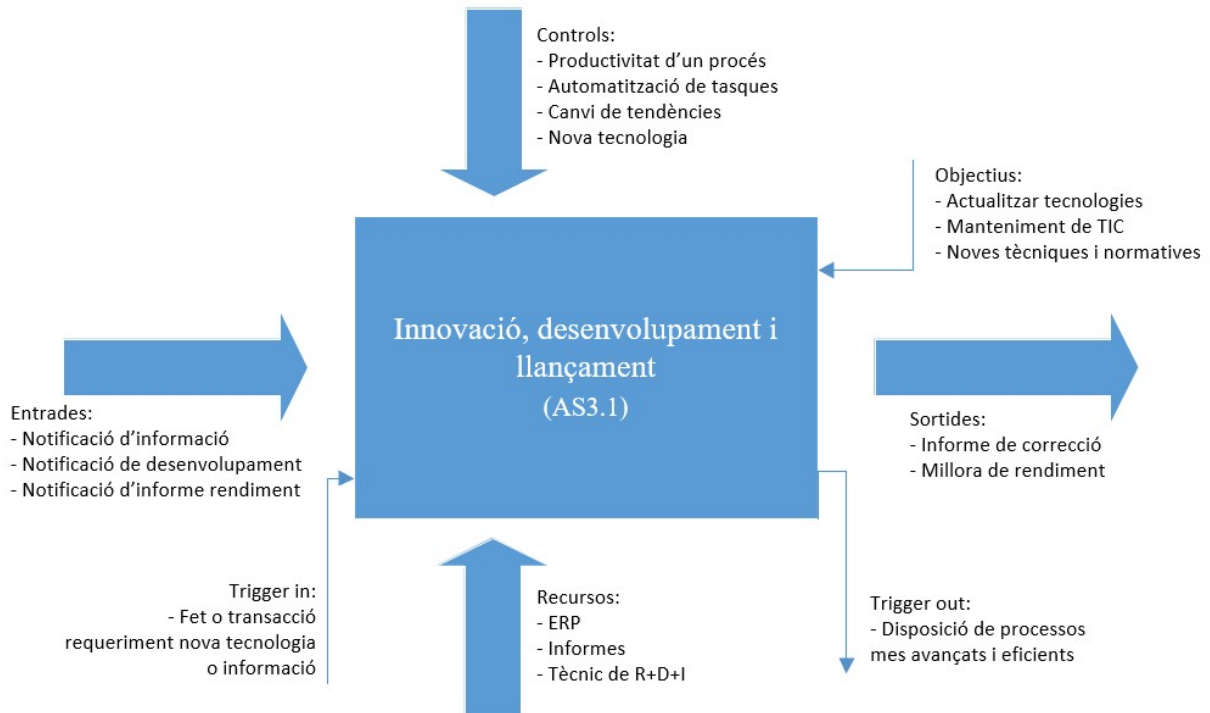 Controls:
- Productivitat d'un procés
- Automatització de tasques
- Canvi de tendències
- Nova tecnologia
Objectius:
- Actualitzar tecnologies
- Manteniment de TIC
- Noves tècniques i normatives
Innovació, desenvolupament i
llançament
(AS3.1)
Entrades:
- Notificació d'informació
- Notificació de desenvolupament
- Notificació d'informe rendiment
Sortides:
- Informe de correcció
- Millora de rendiment
Trigger in:
- Fet o transacció
requeriment nova tecnologia
o informació
Recursos:
- ERP
- Informes
- Tècnic de R+D+I
Trigger out:
- Disposició de processos
mes avançats i eficients